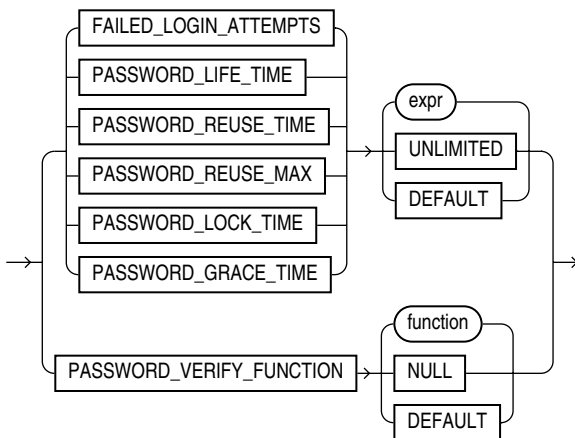 FAILED_LOGIN_ATTEMPTS
PASSWORD_LIFE_TIME
PASSWORD_REUSE_TIME
PASSWORD_REUSE_MAX
PASSWORD_LOCK_TIME
PASSWORD_GRACE_TIME
expr
UNLIMITED
DEFAULT
PASSWORD_VERIFY_FUNCTION
function
NULL
DEFAULT